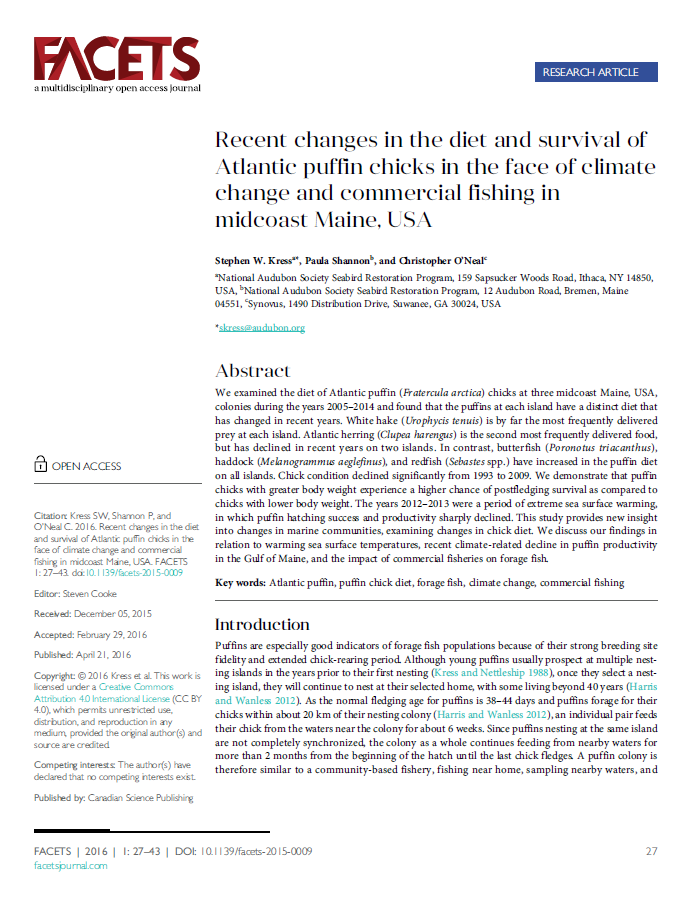 FACETS
a multidisciplinary open access journal
RESEARCH ARTICLE
Recent changes in the diet and survival of
Atlantic puffin chicks in the face of climate
change and commercial fishing in
midcoast Maine, USA
Stephen W. Kressa*, Paula Shannonb, and Christopher O'Nealc
aNational Audubon Society Seabird Restoration Program, 159 Sapsucker Woods Road, Ithaca, NY 14850,
USA, bNational Audubon Society Seabird Restoration Program, 12 Audubon Road, Bremen, Maine
04551, cSynovus, 1490 Distribution Drive, Suwanee, GA 30024, USA
*skress@audubon.org
Abstract
We examined the diet of Atlantic puffin (Fratercula arctica) chicks at three midcoast Maine, USA,
colonies during the years 2005–2014 and found that the puffins at each island have a distinct diet that
has changed in recent years. White hake (Urophycis tenuis) is by far the most frequently delivered
prey at each island. Atlantic herring (Clupea harengus) is the second most frequently delivered food,
but has declined in recent years on two islands. In contrast, butterfish (Poronotus triacanthus),
haddock (Melanogrammus aeglefinus), and redfish (Sebastes spp.) have increased in the puffin diet
on all islands. Chick condition declined significantly from 1993 to 2009. We demonstrate that puffin
chicks with greater body weight experience a higher chance of postfledging survival as compared to
chicks with lower body weight. The years 2012–2013 were a period of extreme sea surface warming,
in which puffin hatching success and productivity sharply declined. This study provides new insight
into changes in marine communities, examining changes in chick diet. We discuss our findings in
relation to warming sea surface temperatures, recent climate-related decline in puffin productivity
in the Gulf of Maine, and the impact of commercial fisheries on forage fish.
Key words: Atlantic puffin, puffin chick diet, forage fish, climate change, commercial fishing
OPEN ACCESS
Citation: Kress SW, Shannon P, and
O'Neal C. 2016. Recent changes in the diet
and survival of Atlantic puffin chicks in the
face of climate change and commercial
fishing in midcoast Maine, USA. FACETS
1: 27–43. doi:10.1139/facets-2015-0009
Editor: Steven Cooke
Received: December 05, 2015
Accepted: February 29, 2016
Published: April 21, 2016
Copyright: © 2016 Kress et al. This work is
licensed under a Creative Commons
Attribution 4.0 International License (CC BY
4.0), which permits unrestricted use,
distribution, and reproduction in any
medium, provided the original author(s) and
source are credited.
Competing interests: The author(s) have
declared that no competing interests exist.
Published by: Canadian Science Publishing
Introduction
Puffins are especially good indicators of forage fish populations because of their strong breeding site
fidelity and extended chick-rearing period. Although young puffins usually prospect at multiple nest-
ing islands in the years prior to their first nesting (Kress and Nettleship 1988), once they select a nest-
ing island, they will continue to nest at their selected home, with some living beyond 40 years (Harris
and Wanless 2012). As the normal fledging age for puffins is 38–44 days and puffins forage for their
chicks within about 20 km of their nesting colony (Harris and Wanless 2012), an individual pair feeds
their chick from the waters near the colony for about 6 weeks. Since puffins nesting at the same island
are not completely synchronized, the colony as a whole continues feeding from nearby waters for
more than 2 months from the beginning of the hatch until the last chick fledges. A puffin colony is
therefore similar to a community-based fishery, fishing near home, sampling nearby waters, and
FACETS | 2016 | 1: 27–43 | DOI: 10.1139/facets-2015-0009
27
facetsjournal.com